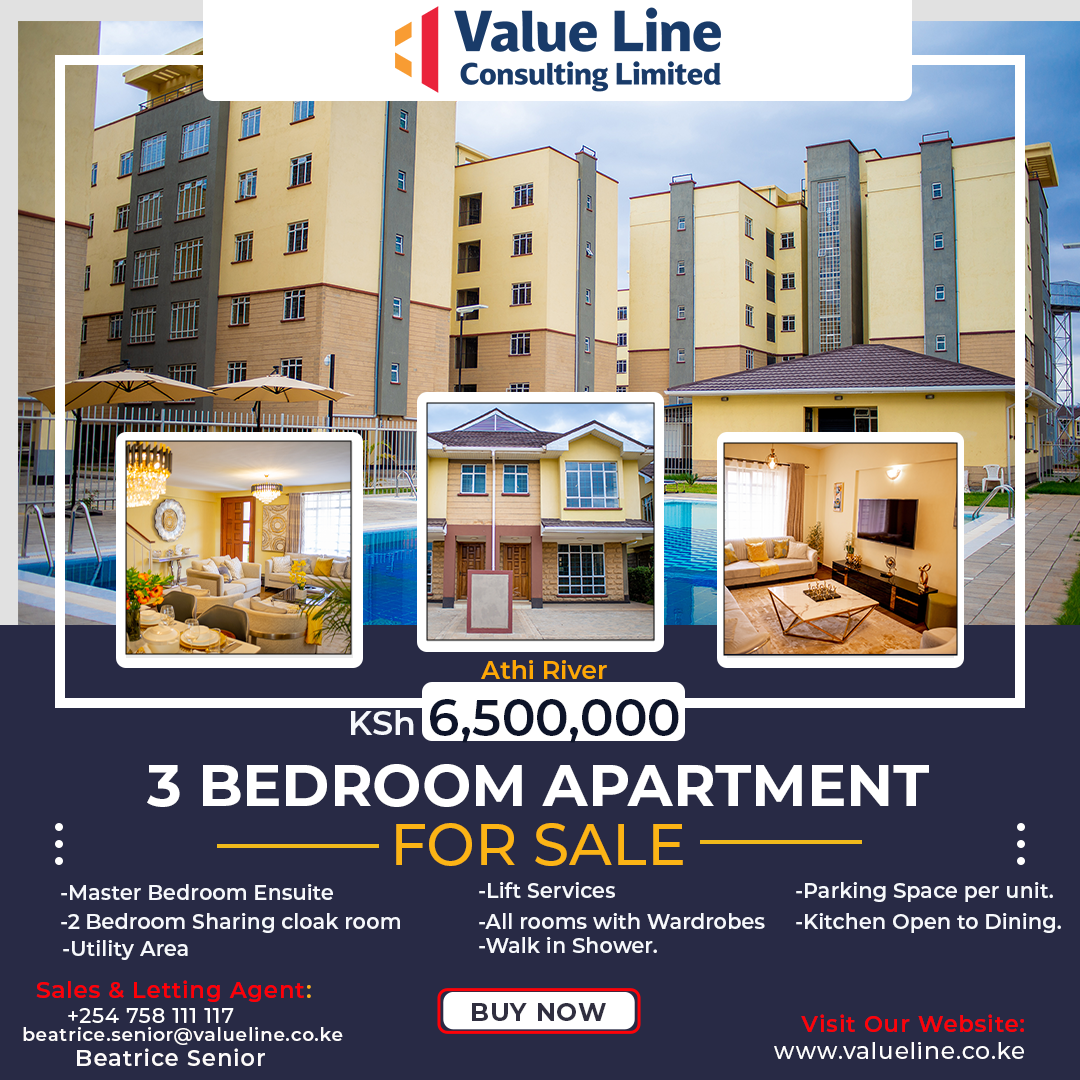 Value Line
Consulting Limited
Athi River
KSh 6,500,000
3 BEDROOM APARTMENT
FOR SALE
-Master Bedroom Ensuite
-2 Bedroom Sharing cloak room
-Utility Area
-Lift Services
-All rooms with Wardrobes
-Walk in Shower.
-Parking Space per unit.
-Kitchen Open to Dining.
Sales & Letting Agent:
+254 758 111 117
beatrice.senior@valueline.co.ke
Beatrice Senior
BUY NOW
Visit Our Website:
www.valueline.co.ke